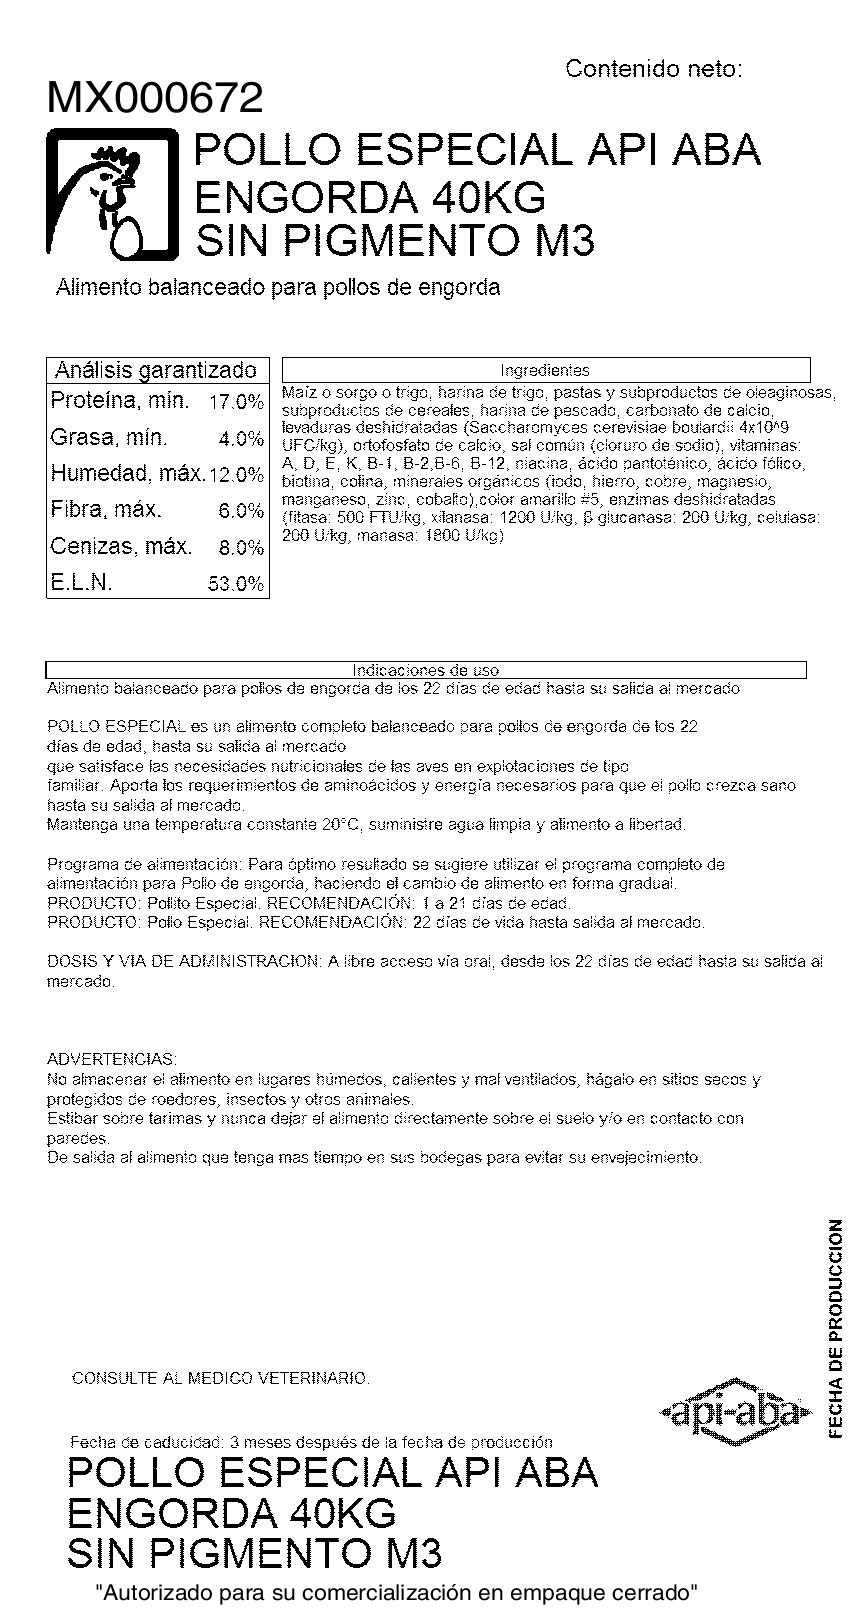 Contenido neto:
MX000672
POLLO ESPECIAL API ABA
ENGORDA 40KG
SIN PIGMENTO M3
Alimento balanceado para pollos de engorda
Análisis garantizado
Proteína, mín. 17.0%
Grasa, mín. 4.0%
Humedad, máx. 12.0%
Fibra, máx. 6.0%
Cenizas, máx. 8.0%
E.L.N. 53.0%
Ingredientes
Maíz o sorgo o trigo, harina de trigo, pastas y subproductos de oleaginosas,
subproductos de cereales, harina de pescado, carbonato de calcio,
levaduras deshidratadas (Saccharomyces cerevisiae boulardii 4x10^9
UFC/kg), ortofosfato de calcio, sal común (cloruro de sodio), vitaminas:
A, D, E, K, B-1, B-2,B-6, B-12, niacina, ácido pantoténico, ácido fólico,
biotina, colina, minerales orgánicos (iodo, hierro, cobre, magnesio,
manganeso, zinc, cobalto),color amarillo #5, enzimas deshidratadas
(fitasa: 500 FTU/kg, xilanasa: 1200 U/kg, β glucanasa: 200 U/kg, celulasa:
200 U/kg, manasa: 1800 U/kg)
Indicaciones de uso
Alimento balanceado para pollos de engorda de los 22 días de edad hasta su salida al mercado
POLLO ESPECIAL es un alimento completo balanceado para pollos de engorda de los 22
días de edad, hasta su salida al mercado
que satisface las necesidades nutricionales de las aves en explotaciones de tipo
familiar. Aporta los requerimientos de aminoácidos y energía necesarios para que el pollo crezca sano
hasta su salida al mercado.
Mantenga una temperatura constante 20°C, suministre agua limpia y alimento a libertad.
Programa de alimentación: Para óptimo resultado se sugiere utilizar el programa completo de
alimentación para Pollo de engorda, haciendo el cambio de alimento en forma gradual.
PRODUCTO: Pollito Especial. RECOMENDACIÓN: 1 a 21 días de edad.
PRODUCTO: Pollo Especial. RECOMENDACIÓN: 22 días de vida hasta salida al mercado.
DOSIS Y VIA DE ADMINISTRACION: A libre acceso vía oral, desde los 22 días de edad hasta su salida al
mercado.
ADVERTENCIAS:
No almacenar el alimento en lugares húmedos, calientes y mal ventilados, hágalo en sitios secos y
protegidos de roedores, insectos y otros animales.
Estibar sobre tarimas y nunca dejar el alimento directamente sobre el suelo y/o en contacto con
paredes.
De salida al alimento que tenga mas tiempo en sus bodegas para evitar su envejecimiento.
FECHA DE PRODUCCION
CONSULTE AL MEDICO VETERINARIO.
api-aba
Fecha de caducidad: 3 meses después de la fecha de producción
POLLO ESPECIAL API ABA
ENGORDA 40KG
SIN PIGMENTO M3
"Autorizado para su comercialización en empaque cerrado"